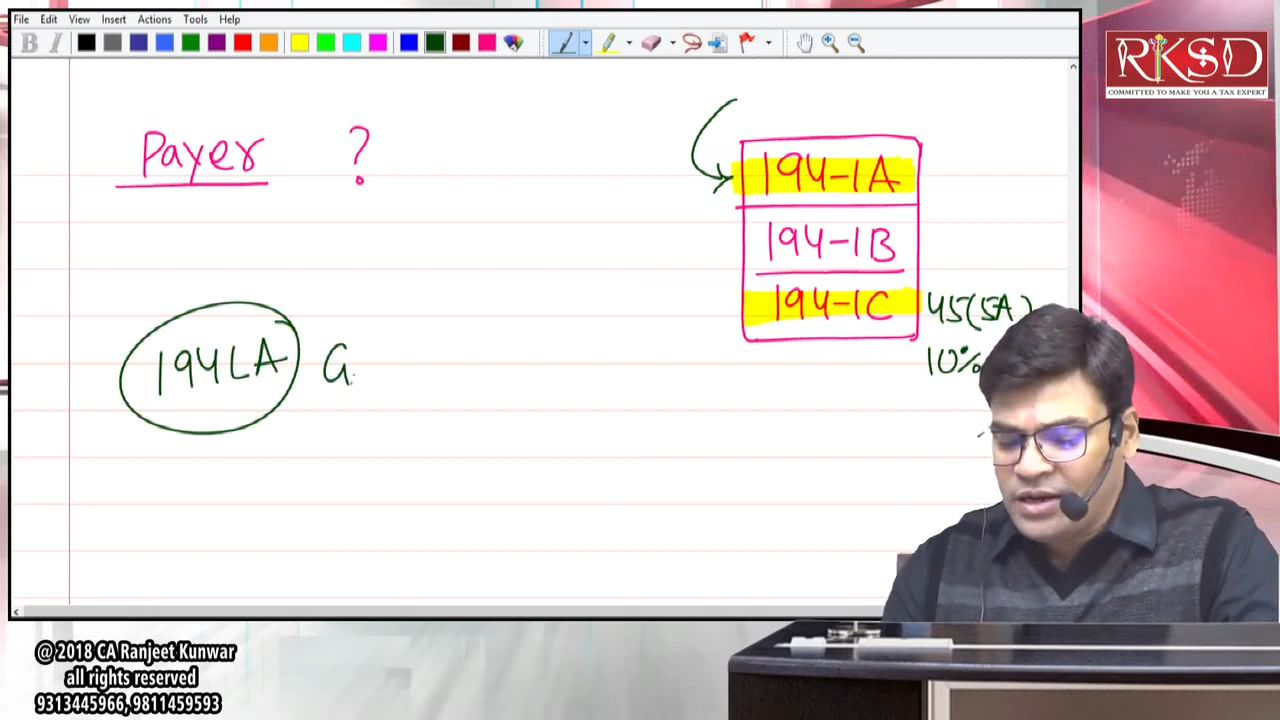 File Edit View Insert Actions Tools Help
B I
RKSD
COMMITTED TO MAKE YOU A TAX EXPERT
Payer ?
194-1A
194-1B
194-1C 45(5A)
10%
194LA G
@ 2018 CA Ranjeet Kunwar
all rights reserved
9313445966, 9811459593